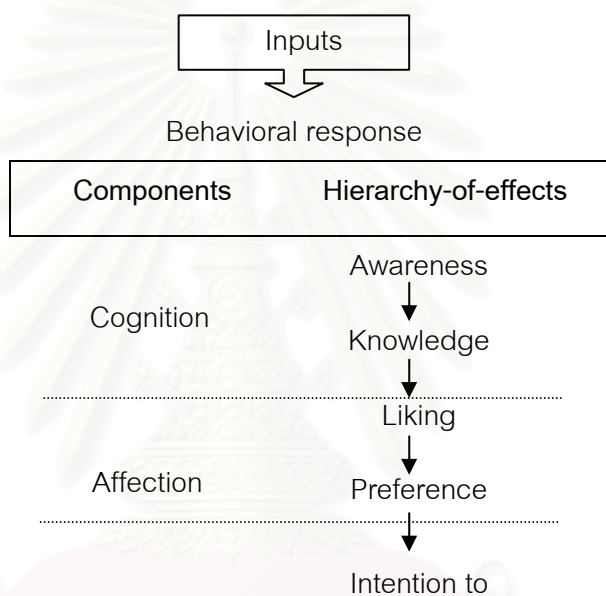 Inputs
Behavioral response
Components Hierarchy-of-effects
Awareness
Cognition
Knowledge
Liking
Affection Preference
Intention to